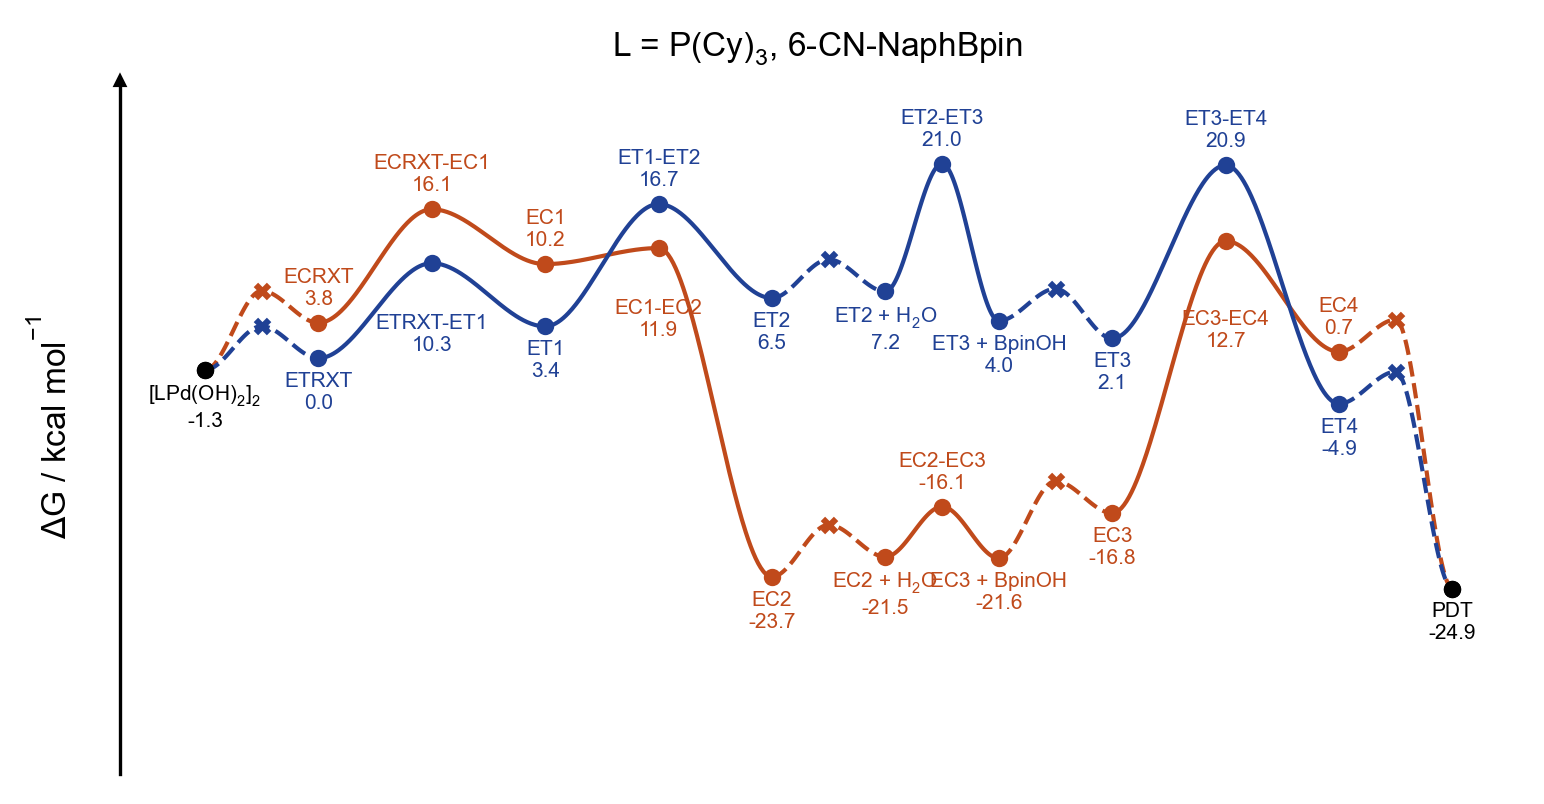 L = P(Cy)₃, 6-CN-NaphBpin
ΔG / kcal mol⁻¹
[LPd(OH)₂]₂
-1.3
ECRXT
3.8
ETRXT
0.0
ECRXT-EC1
16.1
ETRXT-ET1
10.3
EC1
10.2
ET1
3.4
ET1-ET2
16.7
EC1-EC2
11.9
ET2
6.5
EC2
-23.7
ET2 + H₂O
7.2
EC2 + H₂O
-21.5
ET2-ET3
21.0
EC2-EC3
-16.1
ET3 + BpinOH
4.0
EC3 + BpinOH
-21.6
ET3
2.1
EC3
-16.8
ET3-ET4
20.9
EC3-EC4
12.7
EC4
0.7
ET4
-4.9
PDT
-24.9